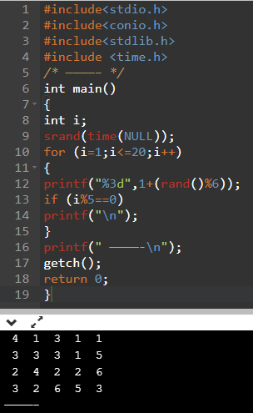 1 #include<stdio.h>
2 #include<conio.h>
3 #include<stdlib.h>
4 #include <time.h>
5 /* ———– */
6 int main()
7 {
8 int i;
9 srand(time(NULL));
10 for (i=1;i<=20;i++)
11 {
12 printf("%3d",1+(rand()%6));
13 if (i%5==0)
14 printf("\n");
15 }
16 printf(" ————-\n");
17 getch();
18 return 0;
19 }
4 1 3 1 1
3 3 3 1 5
2 4 2 2 6
3 2 6 5 3
————-